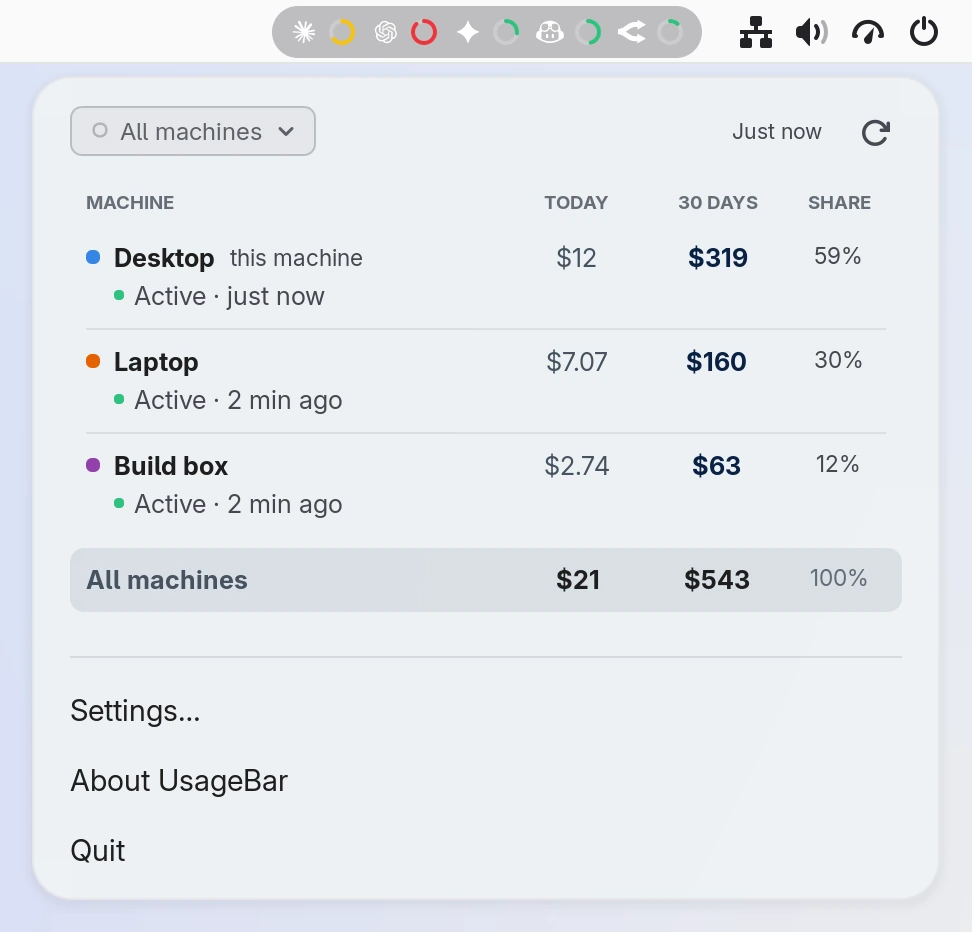 All machines
Just now
MACHINE TODAY 30 DAYS SHARE
Desktop this machine $12 $319 59%
Active · just now
Laptop $7.07 $160 30%
Active · 2 min ago
Build box $2.74 $63 12%
Active · 2 min ago
All machines $21 $543 100%
Settings...
About UsageBar
Quit